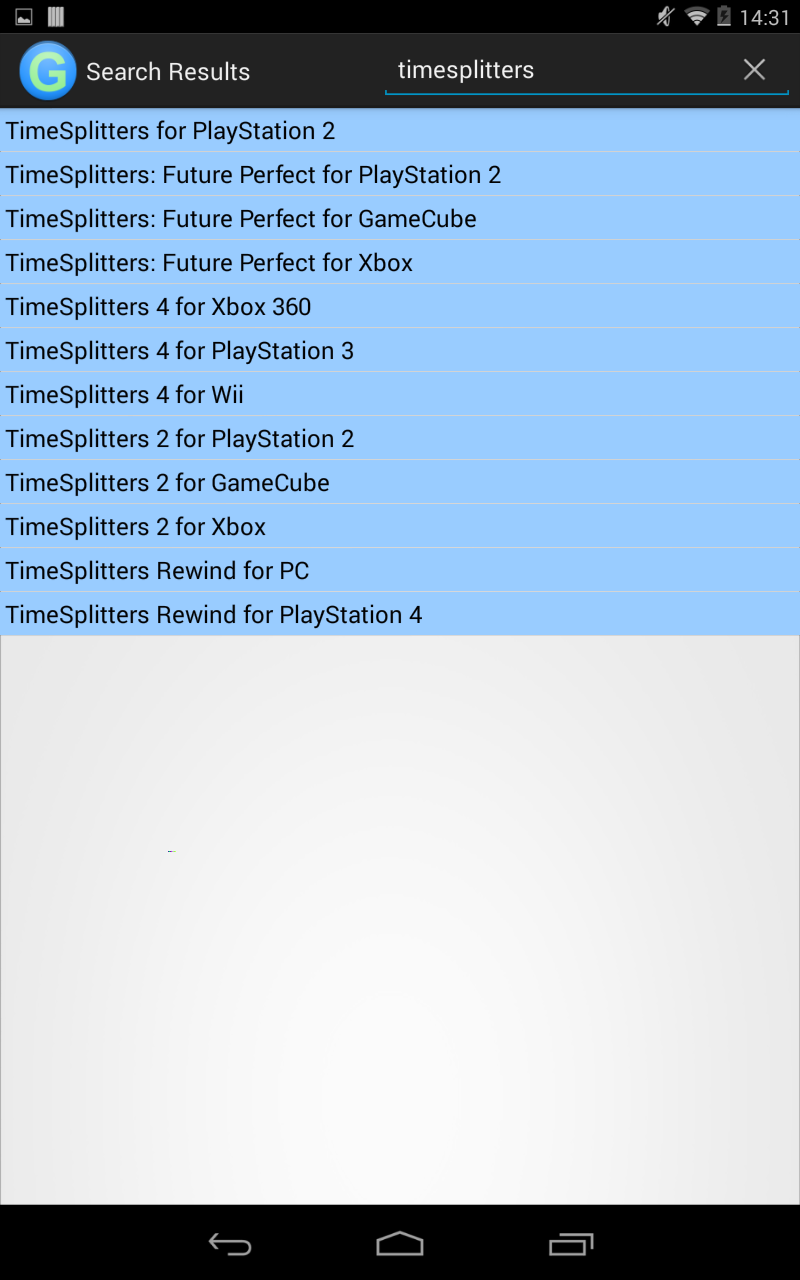 14:31
G Search Results timesplitters
TimeSplitters for PlayStation 2
TimeSplitters: Future Perfect for PlayStation 2
TimeSplitters: Future Perfect for GameCube
TimeSplitters: Future Perfect for Xbox
TimeSplitters 4 for Xbox 360
TimeSplitters 4 for PlayStation 3
TimeSplitters 4 for Wii
TimeSplitters 2 for PlayStation 2
TimeSplitters 2 for GameCube
TimeSplitters 2 for Xbox
TimeSplitters Rewind for PC
TimeSplitters Rewind for PlayStation 4